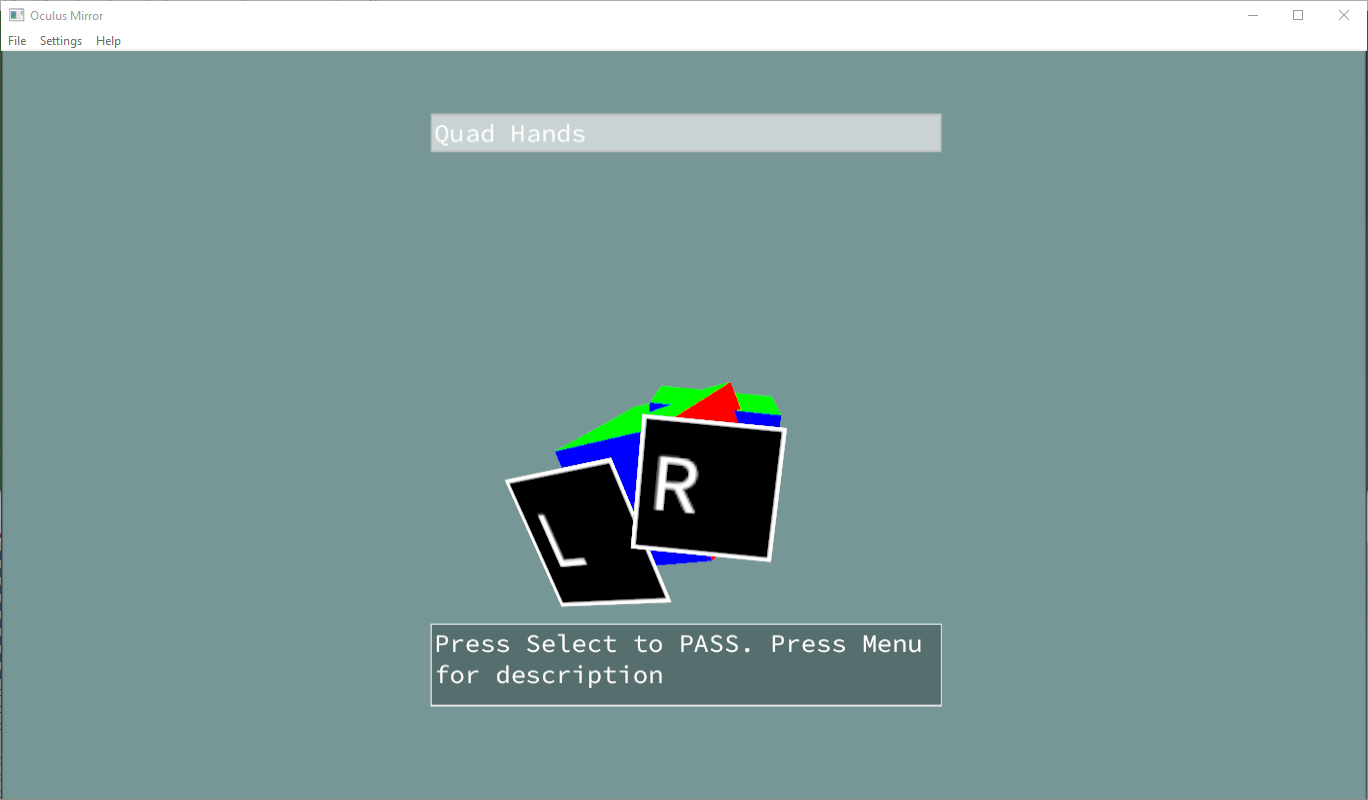 Oculus Mirror
File Settings Help
Quad Hands
L
R
Press Select to PASS. Press Menu
for description